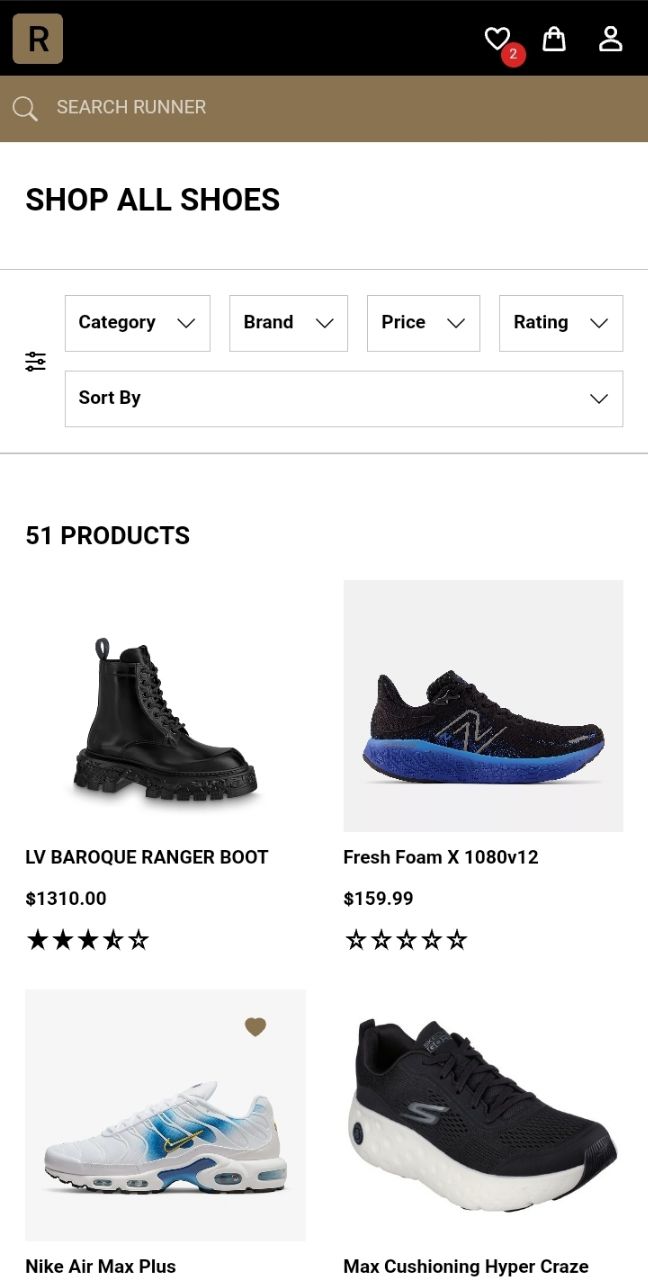 R
2
SEARCH RUNNER
SHOP ALL SHOES
Category Brand Price Rating
Sort By
51 PRODUCTS
LV BAROQUE RANGER BOOT
$1310.00
Fresh Foam X 1080v12
$159.99
Nike Air Max Plus
Max Cushioning Hyper Craze